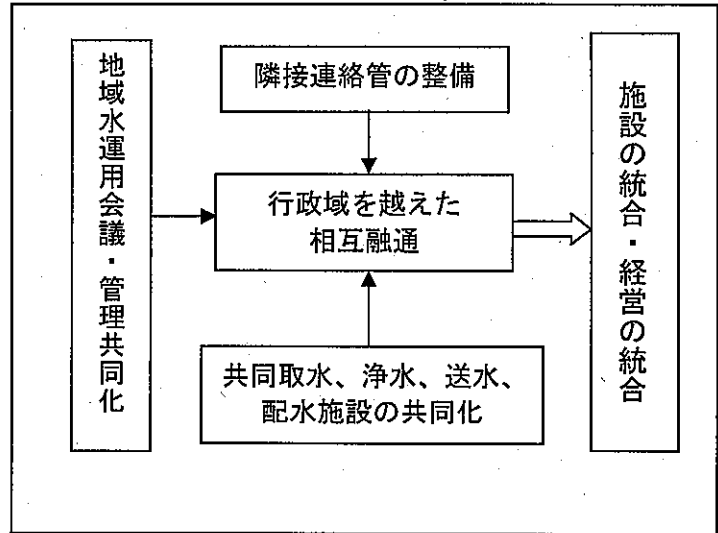 地域水運用会議・管理共同化
隣接連絡管の整備
行政域を越えた
相互融通
共同取水、浄水、送水、
配水施設の共同化
施設の統合・経営の統合